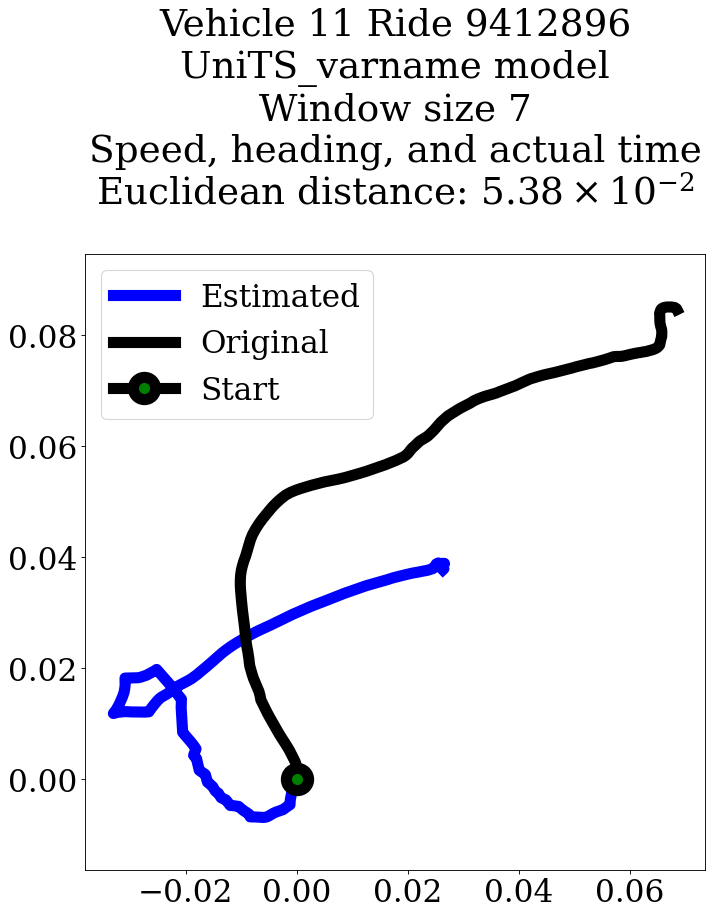 Vehicle 11 Ride 9412896
UniTS_varname model
Window size 7
Speed, heading, and actual time
Euclidean distance: 5.38 × 10⁻²
Estimated
Original
Start
0.08
0.06
0.04
0.02
0.00
−0.02 0.00 0.02 0.04 0.06